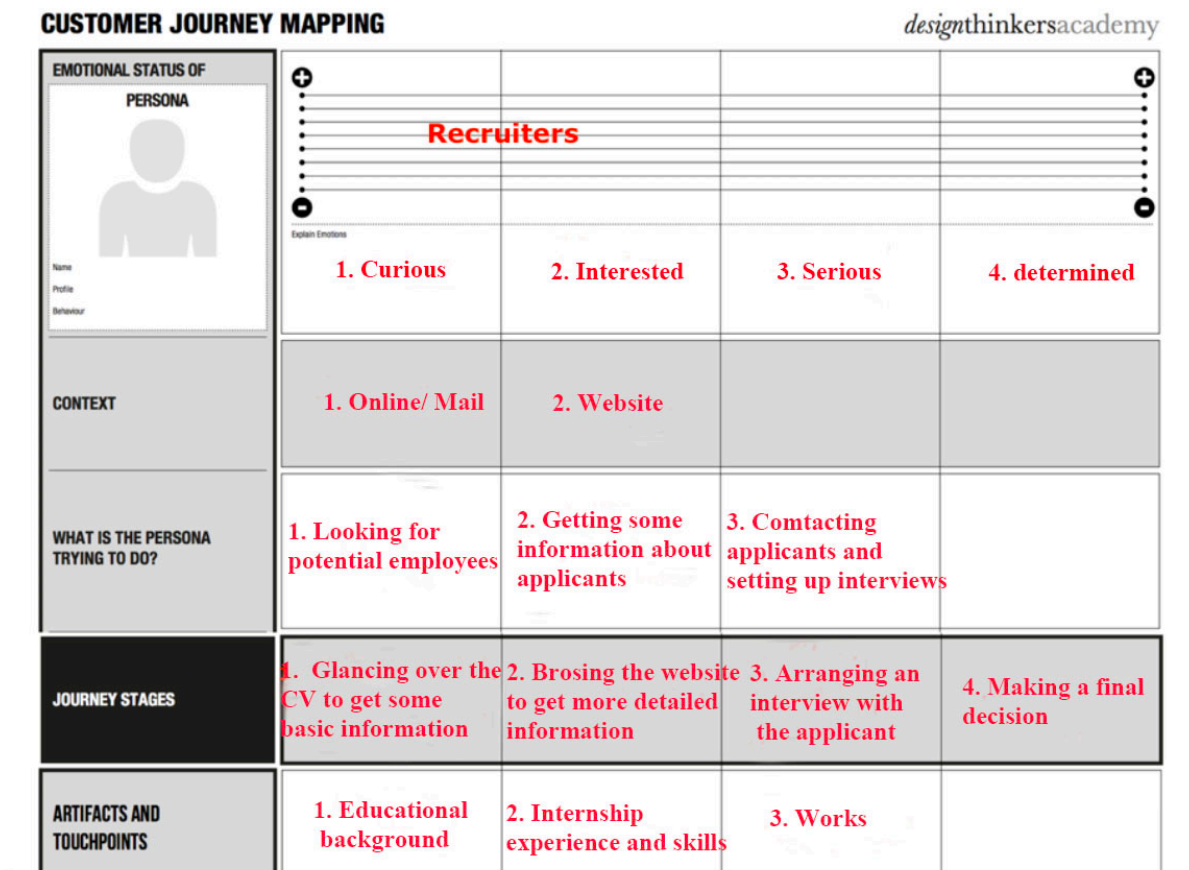 CUSTOMER JOURNEY MAPPING
designthinkersacademy
EMOTIONAL STATUS OF
PERSONA
Name
Profile
Behaviour
Recruiters
Explain Emotions
1. Curious
2. Interested
3. Serious
4. determined
CONTEXT
1. Online/ Mail
2. Website
WHAT IS THE PERSONA
TRYING TO DO?
1. Looking for
potential employees
2. Getting some
information about
applicants
3. Comtacting
applicants and
setting up interviews
JOURNEY STAGES
1. Glancing over the
CV to get some
basic information
2. Brosing the website
to get more detailed
information
3. Arranging an
interview with
the applicant
4. Making a final
decision
ARTIFACTS AND
TOUCHPOINTS
1. Educational
background
2. Internship
experience and skills
3. Works